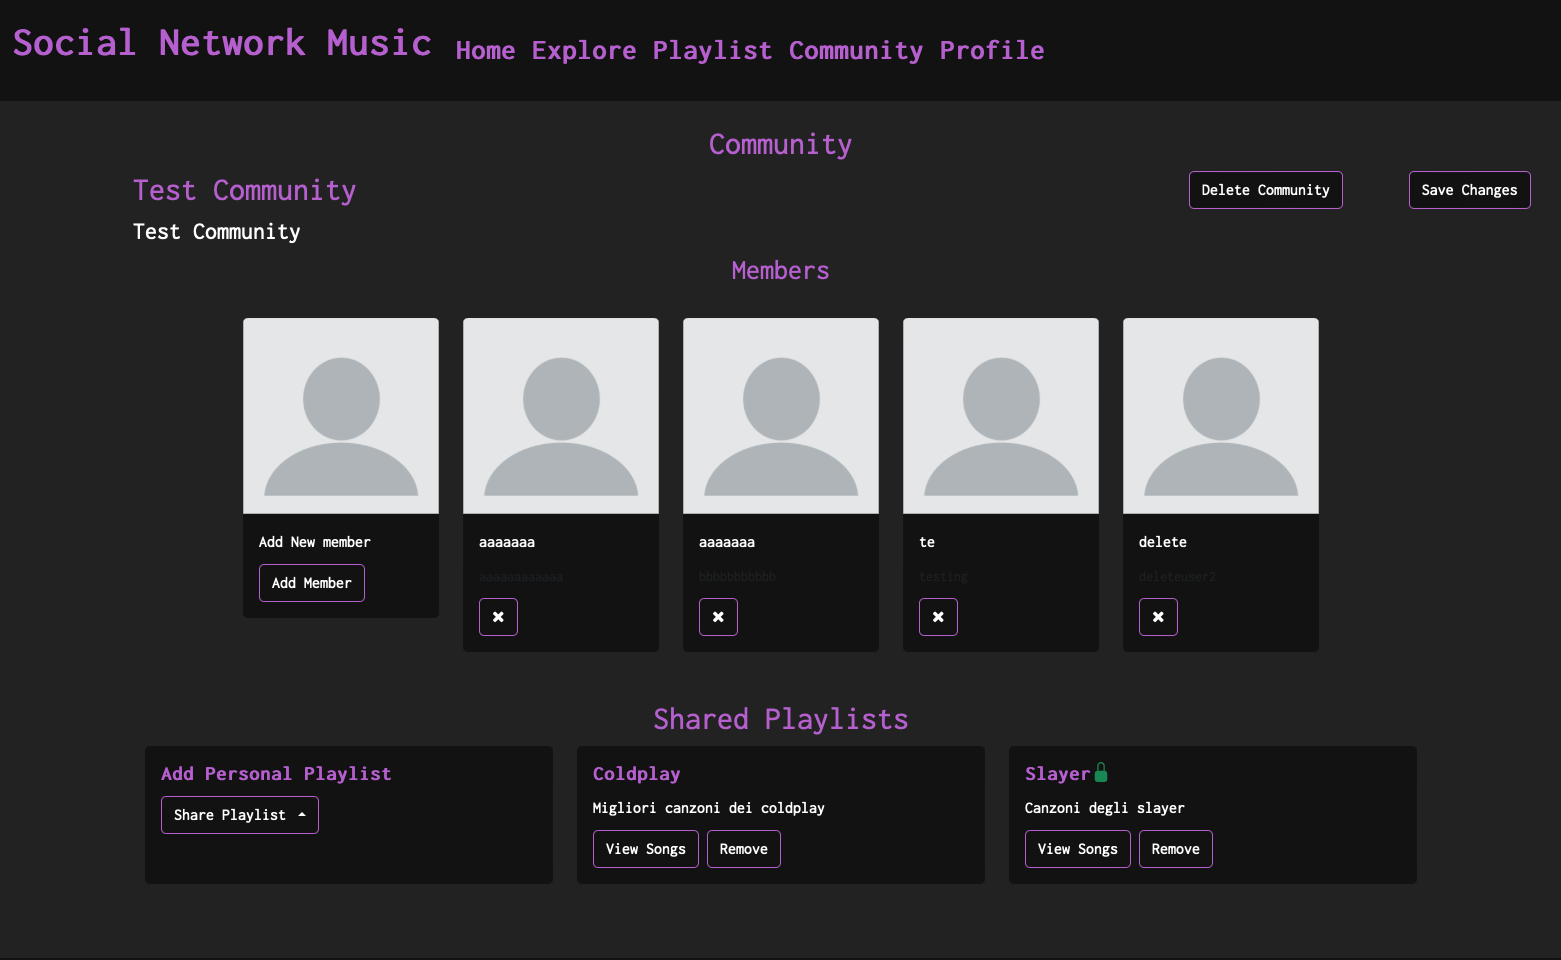 Social Network Music
Home Explore Playlist Community Profile
Community
Test Community
Delete Community
Save Changes
Test Community
Members
Add New member
Add Member
aaaaaaa
aaaaaaaaaaaa
aaaaaaa
bbbbbbbbbbb
te
testing
delete
deleteuser2
Shared Playlists
Add Personal Playlist
Share Playlist
Coldplay
Migliori canzoni dei coldplay
View Songs Remove
Slayer
Canzoni degli slayer
View Songs Remove